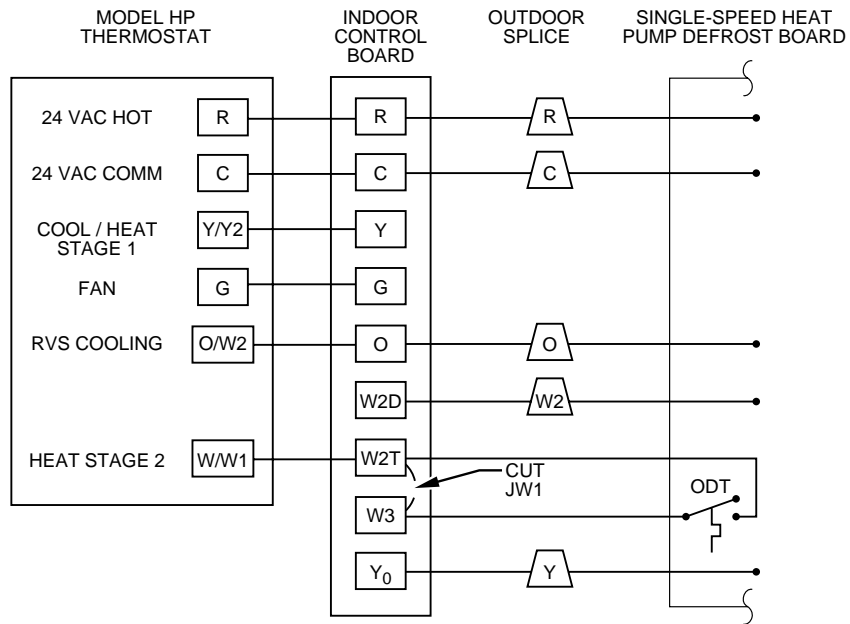 MODEL HP
THERMOSTAT
INDOOR
CONTROL
BOARD
OUTDOOR
SPLICE
SINGLE-SPEED HEAT
PUMP DEFROST BOARD
24 VAC HOT R R R
24 VAC COMM C C C
COOL / HEAT
STAGE 1
Y/Y2 Y
FAN G G
RVS COOLING O/W2 O O
W2D W2
HEAT STAGE 2 W/W1 W2T
CUT
JW1
ODT
W3
Y0 Y